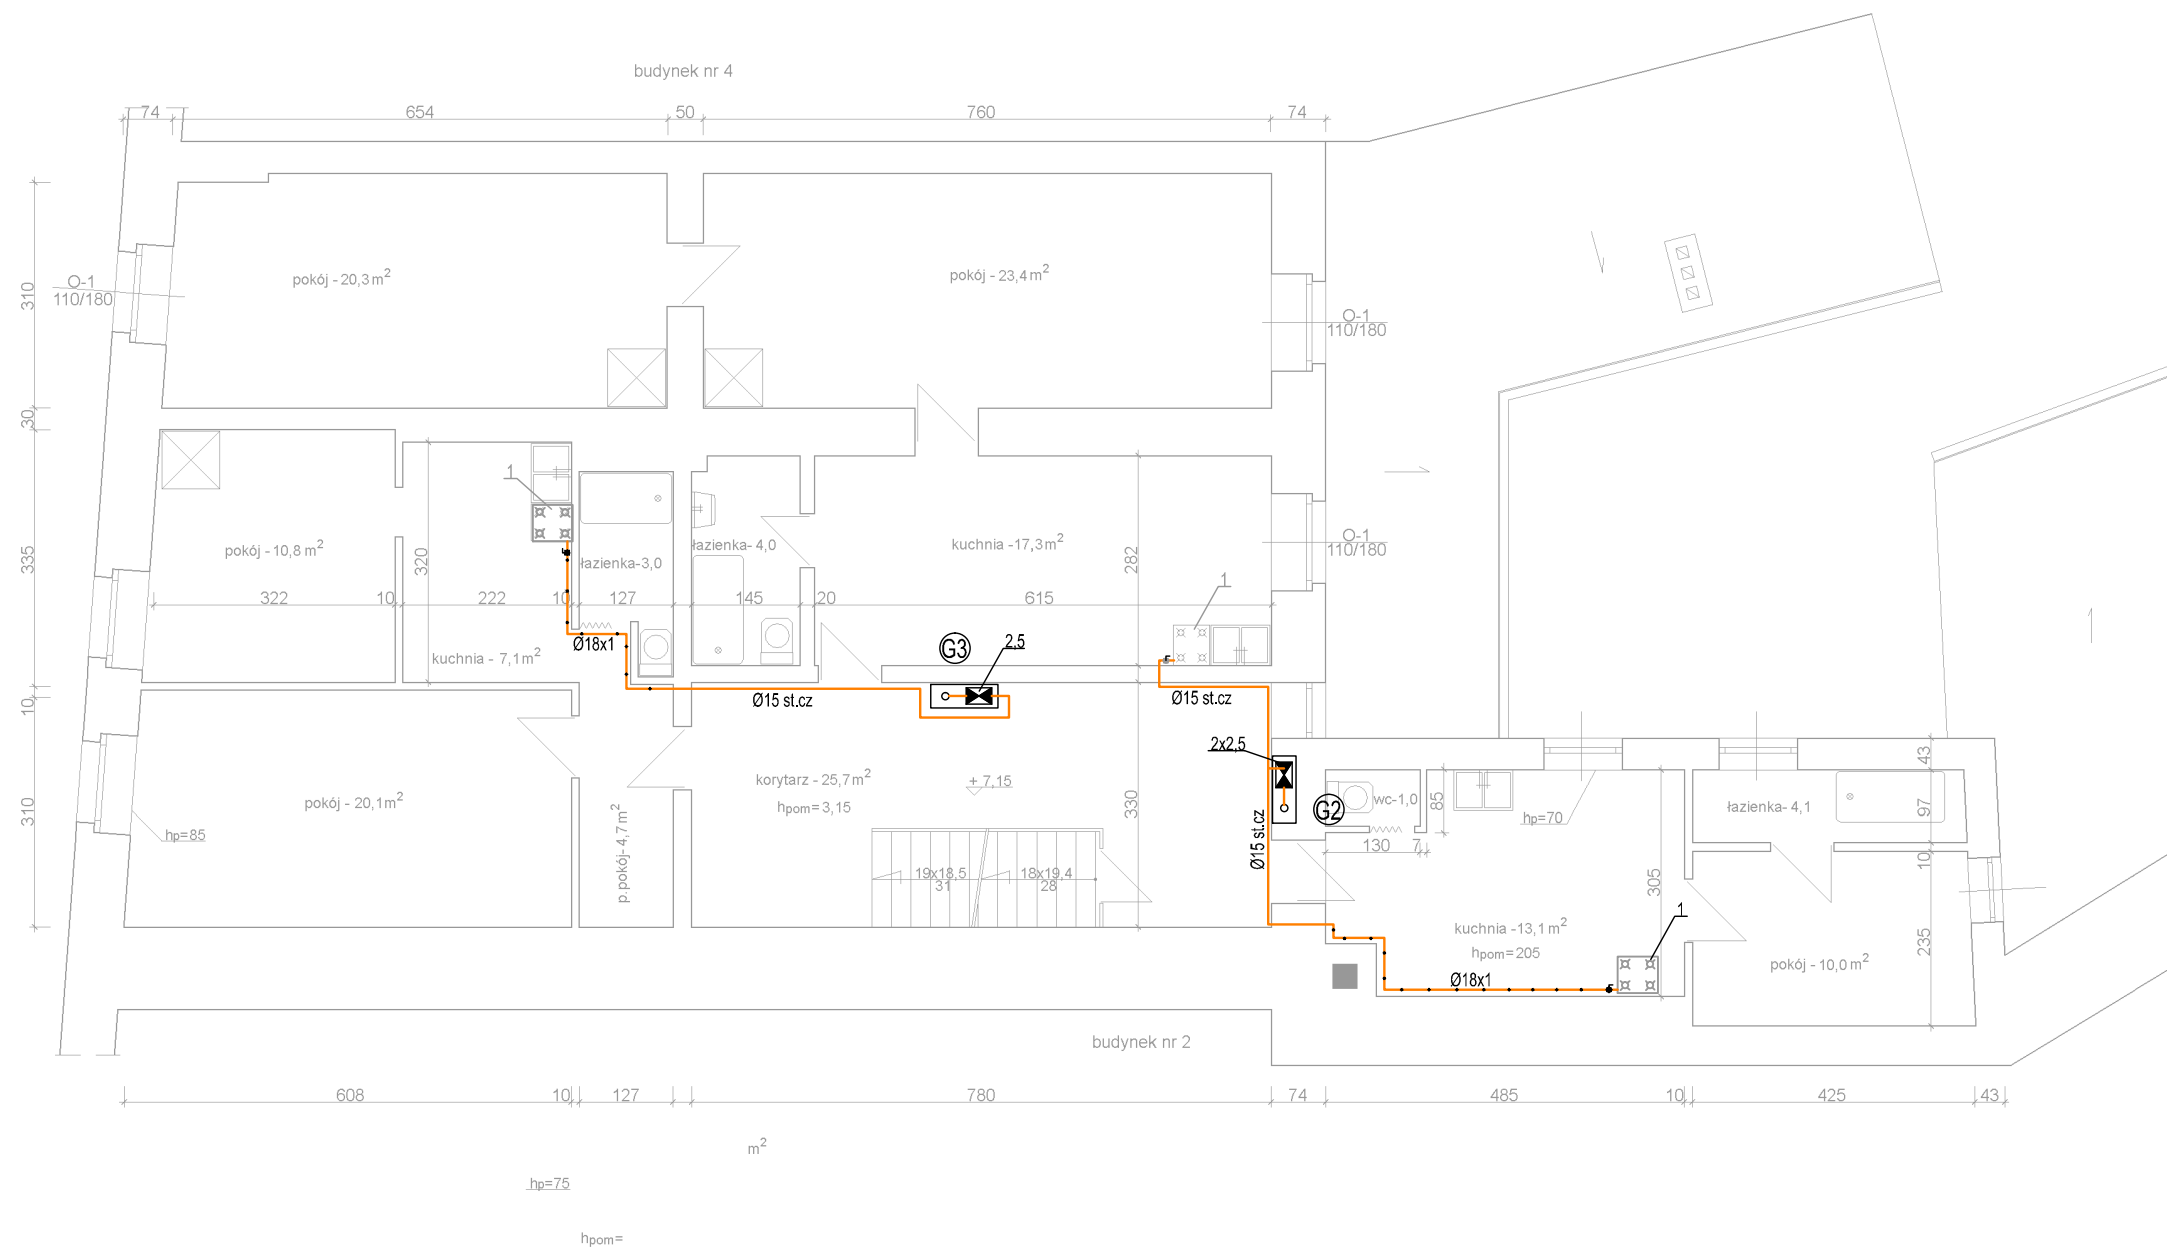 budynek nr 4
74
654
50
760
74
pokój - 20,3 m²
pokój - 23,4 m²
O-1
110/180
310
O-1
110/180
30
1
pokój - 10,8 m²
320
łazienka-3,0
łazienka- 4,0
kuchnia -17,3 m²
O-1
110/180
335
282
322
10
222
10
127
145
20
615
1
kuchnia - 7,1 m²
Ø18x1
G3
2,5
Ø15 st.cz
Ø15 st.cz
10
2x2,5
43
pokój - 20,1 m²
korytarz - 25,7 m²
hpom= 3,15
+ 7,15
330
G2
wc-1,0
85
łazienka- 4,1
97
310
hp=85
p.pokój- 4,7 m²
Ø15 st.cz
hp=70
130
7
10
19x18,5
31
18x19,4
28
305
1
kuchnia -13,1 m²
hpom= 205
235
pokój - 10,0 m²
Ø18x1
budynek nr 2
608
10
127
780
74
485
10
425
43
m²
hp=75
hpom=